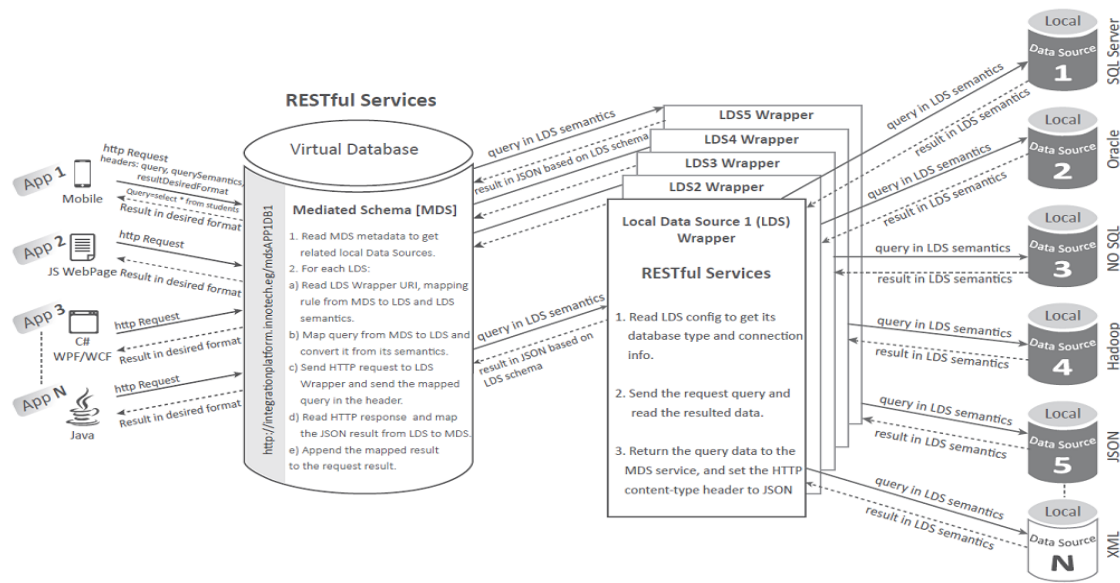 RESTful Services
Virtual Database
Mediated Schema [MDS]
1. Read MDS metadata to get
related local Data Sources.
2. For each LDS:
a) Read LDS Wrapper URI, mapping
rule from MDS to LDS and LDS
semantics.
b) Map query from MDS to LDS and
convert it from its semantics.
c) Send HTTP request to LDS
Wrapper and send the mapped
query in the header.
d) Read HTTP response and map
the JSON result from LDS to MDS.
e) Append the mapped result
to the request result.
http://integrationplatform.innotech.eg/mdsAPP1DB1
App 1
Mobile
http Request
headers: query, querySemantics,
resultDesiredFormat
Query=select * from students
Result in desired format
App 2
JS WebPage
http Request
Result in desired format
App 3
C#
WPF/WCF
http Request
Result in desired format
App N
Java
http Request
Result in desired format
query in LDS semantics
result in JSON based on LDS schema
query in LDS semantics
result in JSON based on
LDS schema
LDS5 Wrapper
LDS4 Wrapper
LDS3 Wrapper
LDS2 Wrapper
Local Data Source 1 (LDS)
Wrapper
RESTful Services
1. Read LDS config to get its
database type and connection
info.
2. Send the request query and
read the resulted data.
3. Return the query data to the
MDS service, and set the HTTP
content-type header to JSON
query in LDS semantics
result in LDS semantics
Local
Data Source
1
SQL Server
query in LDS semantics
result in LDS semantics
Local
Data Source
2
Oracle
query in LDS semantics
result in LDS semantics
Local
Data Source
3
NO SQL
query in LDS semantics
result in LDS semantics
Local
Data Source
4
Hadoop
query in LDS semantics
result in LDS semantics
Local
Data Source
5
JSON
query in LDS semantics
result in LDS semantics
Local
Data Source
N
XML